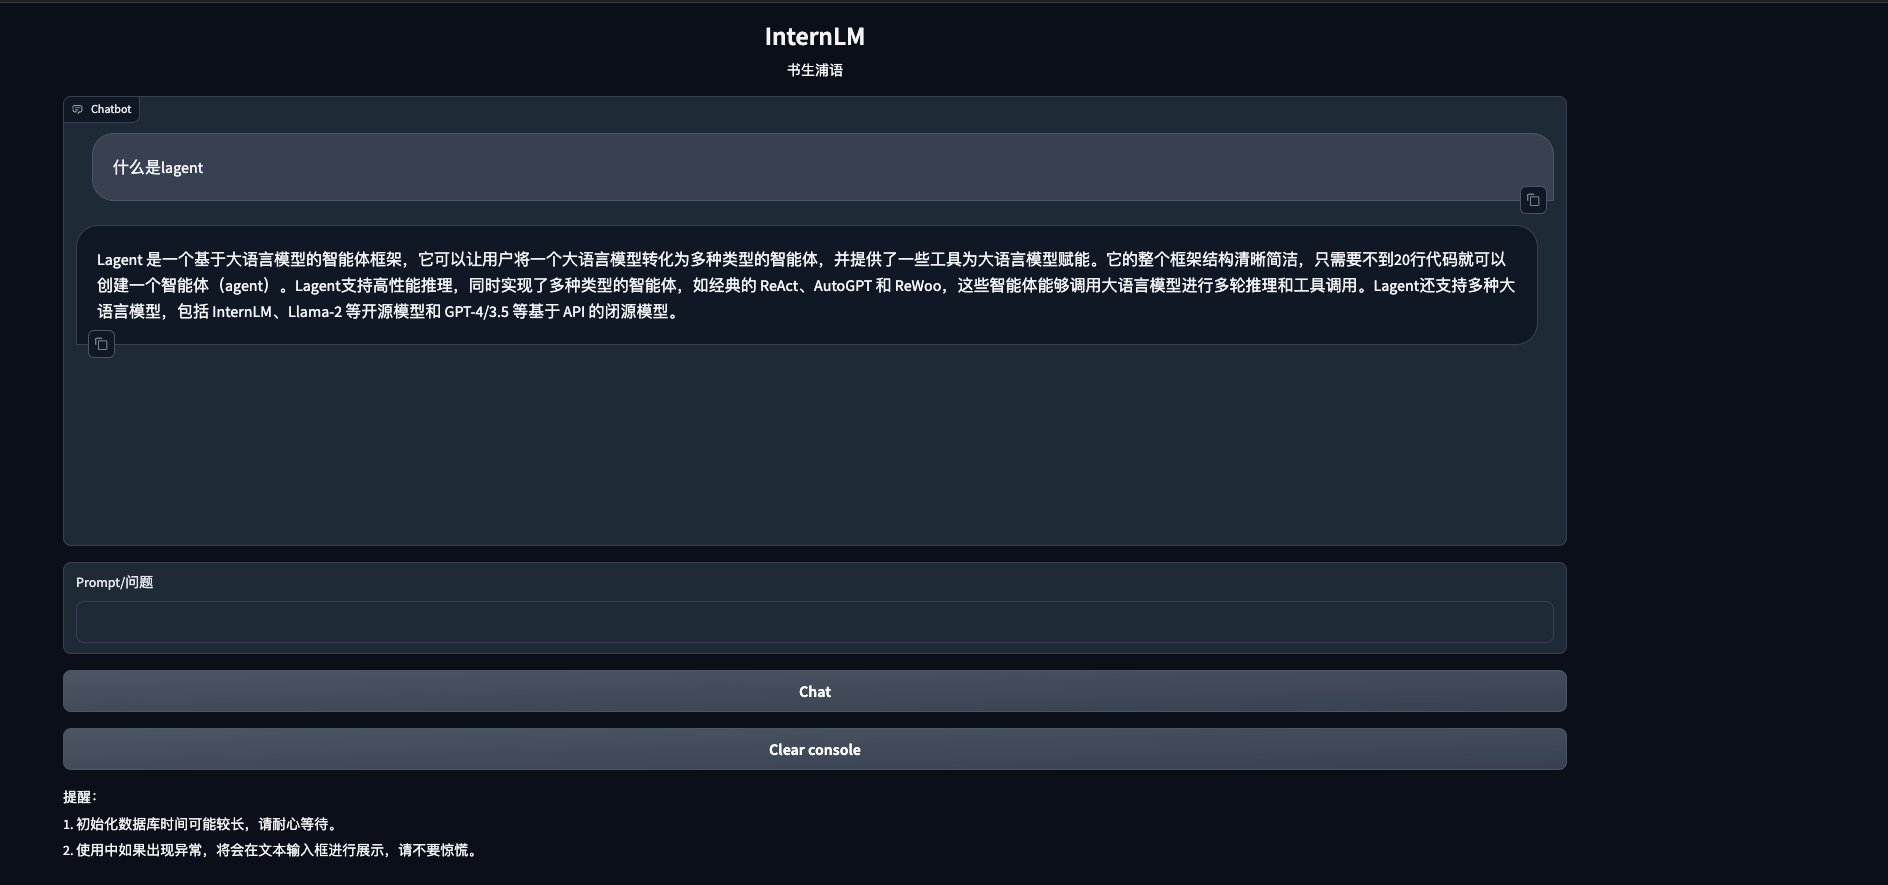 InternLM
书生浦语
Chatbot
什么是lagent
Lagent 是一个基于大语言模型的智能体框架，它可以让用户将一个大语言模型转化为多种类型的智能体，并提供了一些工具为大语言模型赋能。它的整个框架结构清晰简洁，只需要不到20行代码就可以
创建一个智能体（agent）。Lagent支持高性能推理，同时实现了多种类型的智能体，如经典的 ReAct、AutoGPT 和 ReWoo，这些智能体能够调用大语言模型进行多轮推理和工具调用。Lagent还支持多种大
语言模型，包括 InternLM、Llama-2 等开源模型和 GPT-4/3.5 等基于 API 的闭源模型。
Prompt/问题
Chat
Clear console
提醒：
1. 初始化数据库时间可能较长，请耐心等待。
2. 使用中如果出现异常，将会在文本输入框进行展示，请不要惊慌。